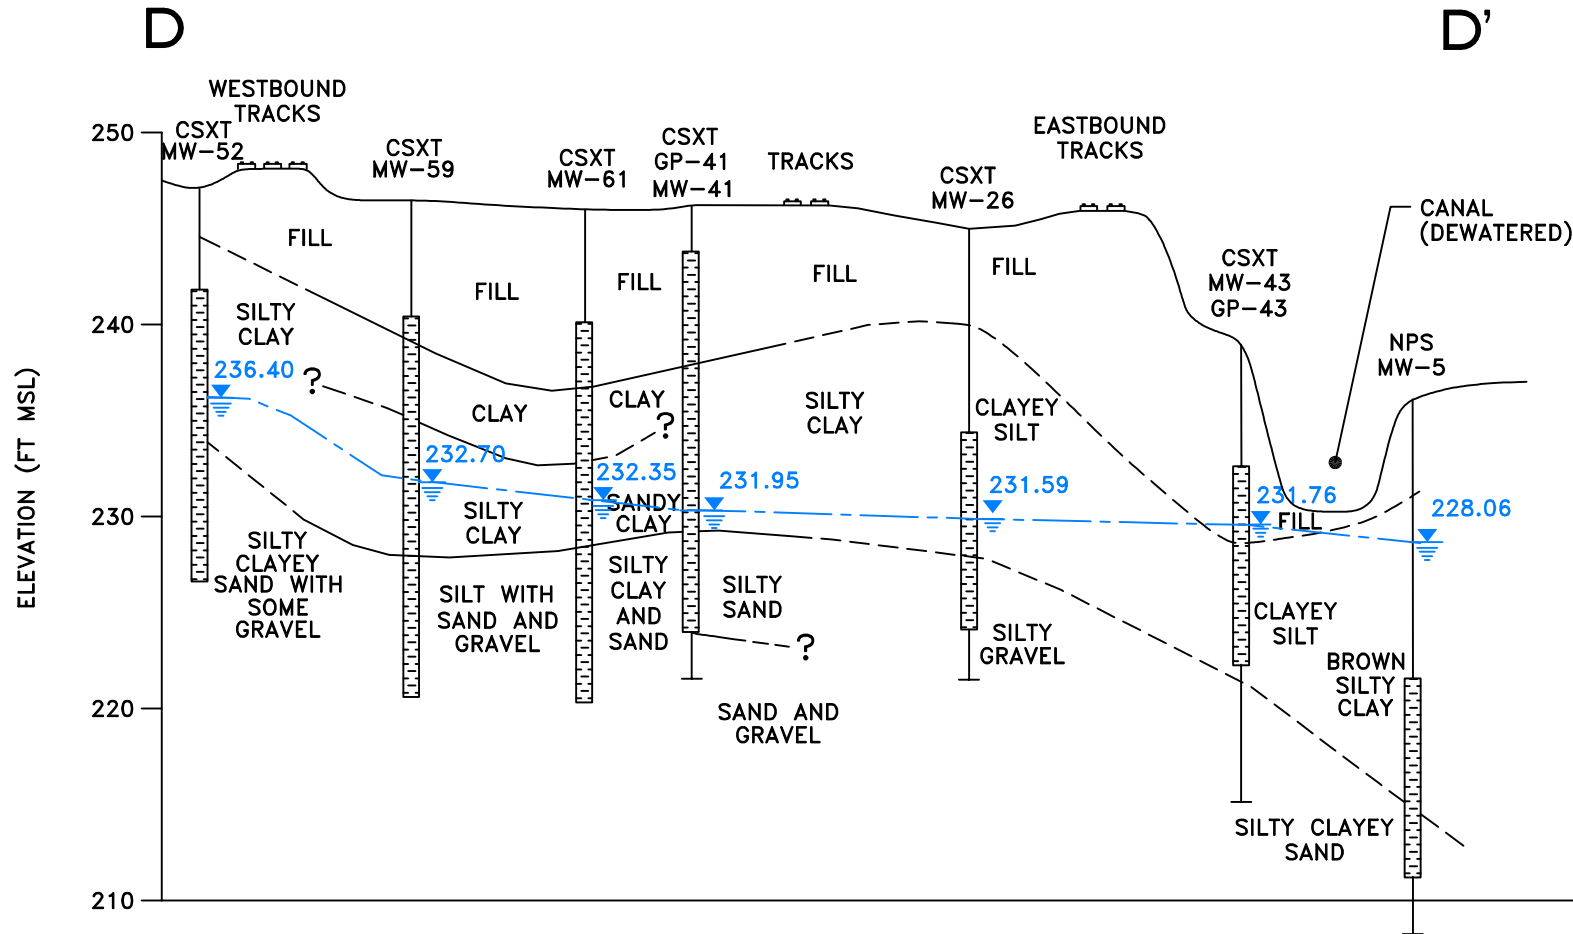 D
D'
WESTBOUND
TRACKS
CSXT
MW-52
CSXT
MW-59
CSXT
MW-61
CSXT
GP-41
MW-41
TRACKS
CSXT
MW-26
EASTBOUND
TRACKS
CSXT
MW-43
GP-43
CANAL
(DEWATERED)
NPS
MW-5
ELEVATION (FT MSL)
250
240
230
220
210
FILL
FILL
FILL
FILL
FILL
SILTY
CLAY
236.40
?
CLAY
CLAY
?
SILTY
CLAY
CLAYEY
SILT
232.70
232.35
231.95
231.59
231.76
228.06
SILTY
CLAY
SANDY
CLAY
FILL
SILTY
CLAYEY
SAND WITH
SOME
GRAVEL
SILT WITH
SAND AND
GRAVEL
SILTY
CLAY
AND
SAND
SILTY
SAND
?
SILTY
GRAVEL
CLAYEY
SILT
BROWN
SILTY
CLAY
SAND AND
GRAVEL
SILTY CLAYEY
SAND